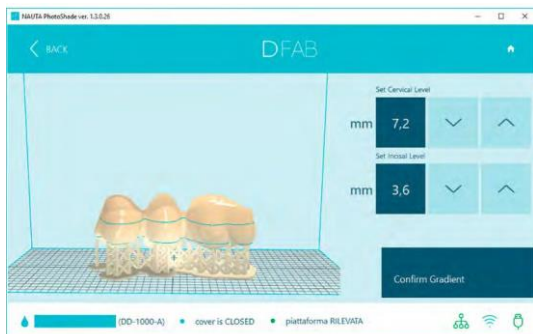 NAUTA PhotoShade ver. 1.3.0.26
BACK
DFAB
Set Cervical Level
mm 7,2
Set Incisal Level
mm 3,6
Confirm Gradient
(DD-1000-A) cover is CLOSED piattaforma RILEVATA